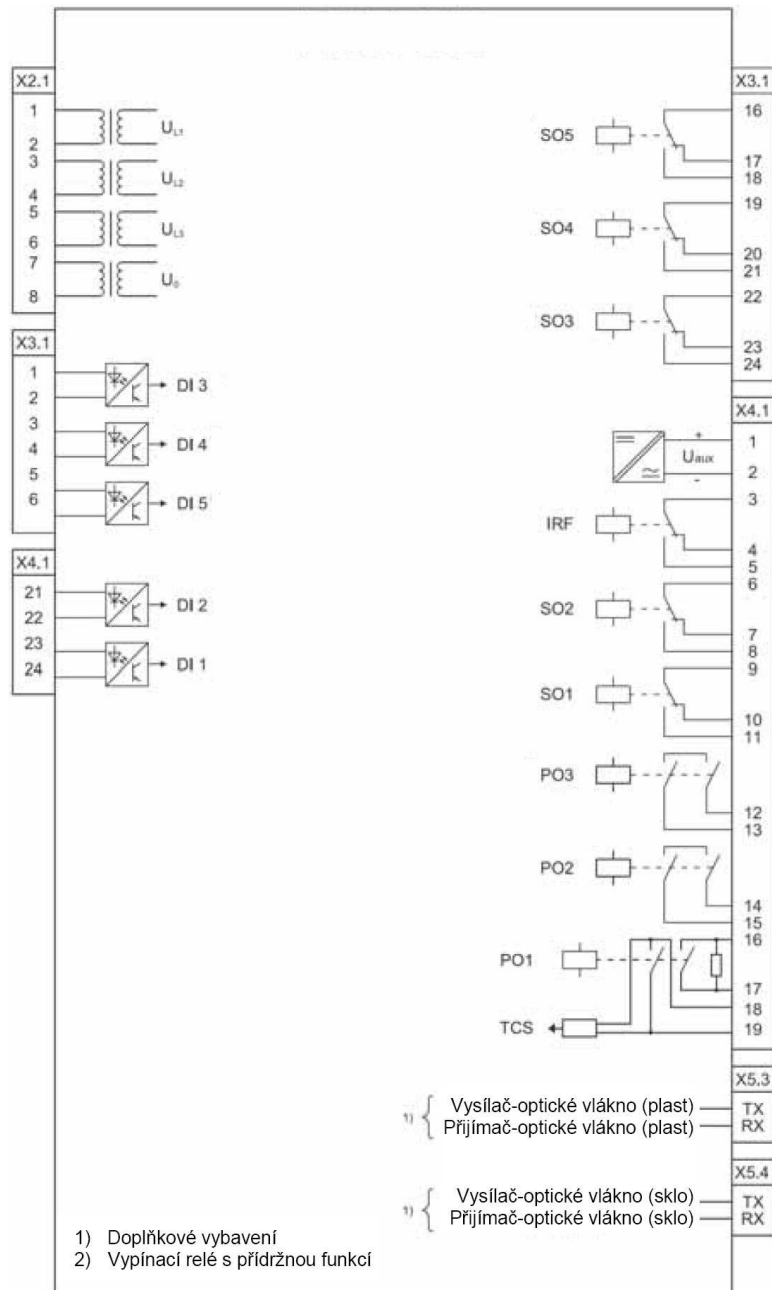 X2.1
1
U_L1
2
3
U_L2
4
5
U_L3
6
7
U_0
8
X3.1
1
DI 3
2
3
DI 4
4
5
DI 5
6
X4.1
21
DI 2
22
23
DI 1
24
X3.1
16
SO5
17
18
19
SO4
20
21
22
SO3
23
24
X4.1
+
1
Uaux
2
-
3
IRF
4
5
6
SO2
7
8
9
SO1
10
11
PO3
12
13
PO2
14
15
16
PO1
17
18
TCS
19
X5.3
1)
Vysílač-optické vlákno (plast)
TX
Přijímač-optické vlákno (plast)
RX
X5.4
1)
Vysílač-optické vlákno (sklo)
TX
Přijímač-optické vlákno (sklo)
RX
1) Doplňkové vybavení
2) Vypínací relé s přídržnou funkcí